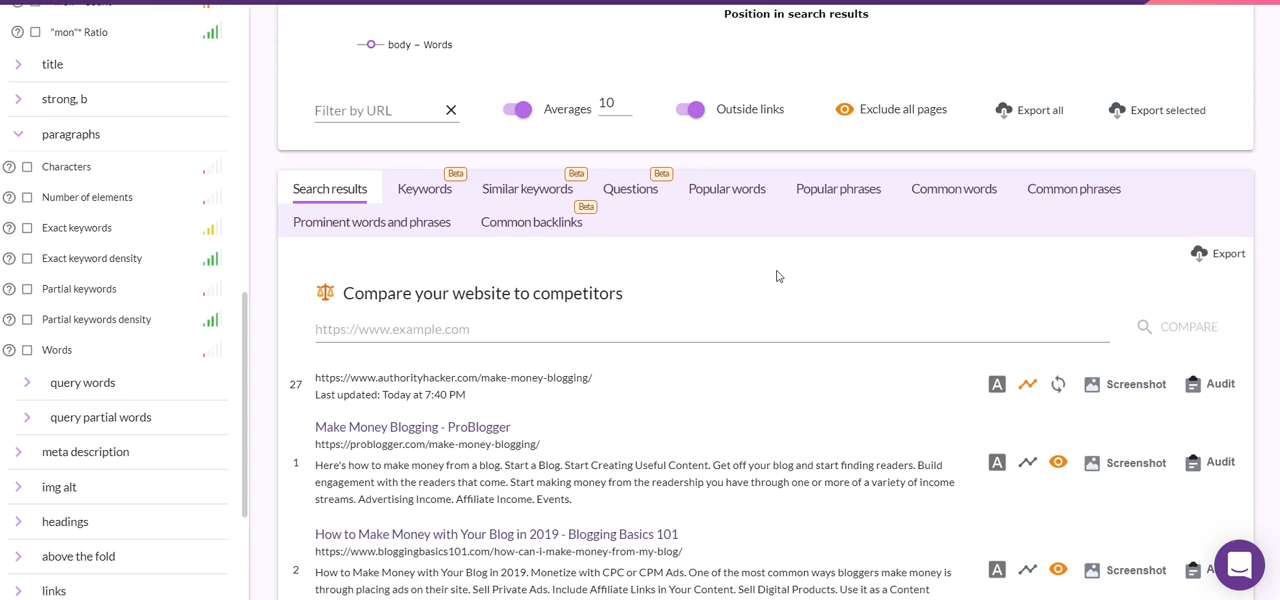 "mon"* Ratio
title
strong, b
paragraphs
Characters
Number of elements
Exact keywords
Exact keyword density
Partial keywords
Partial keywords density
Words
query words
query partial words
meta description
img alt
headings
above the fold
links
Position in search results
body – Words
Filter by URL
Averages 10
Outside links
Exclude all pages
Export all
Export selected
Search results
Keywords Beta
Similar keywords Beta
Questions Beta
Popular words
Popular phrases
Common words
Common phrases
Prominent words and phrases
Common backlinks Beta
Export
Compare your website to competitors
https://www.example.com
COMPARE
27 https://www.authorityhacker.com/make-money-blogging/
Last updated: Today at 7:40 PM
A Screenshot Audit
Make Money Blogging - ProBlogger
https://problogger.com/make-money-blogging/
1 Here's how to make money from a blog. Start a Blog. Start Creating Useful Content. Get off your blog and start finding readers. Build
engagement with the readers that come. Start making money from the readership you have through one or more of a variety of income
streams. Advertising Income. Affiliate Income. Events.
A Screenshot Audit
How to Make Money with Your Blog in 2019 - Blogging Basics 101
https://www.bloggingbasics101.com/how-can-i-make-money-from-my-blog/
2 How to Make Money with Your Blog in 2019. Monetize with CPC or CPM Ads. One of the most common ways bloggers make money is
through placing ads on their site. Sell Private Ads. Include Affiliate Links in Your Content. Sell Digital Products. Use it as a Content
A Screenshot